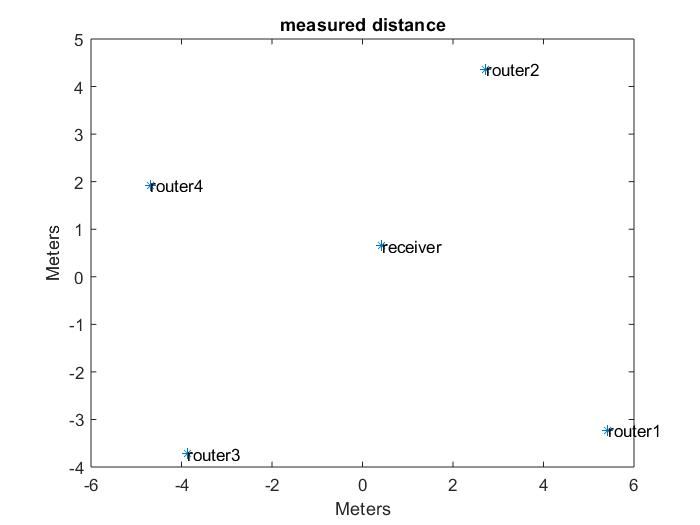 measured distance
5
router2
4
3
2
router4
1
receiver
0
-1
-2
-3
router1
router3
-4
-6
-4
-2
0
2
4
6
Meters
Meters